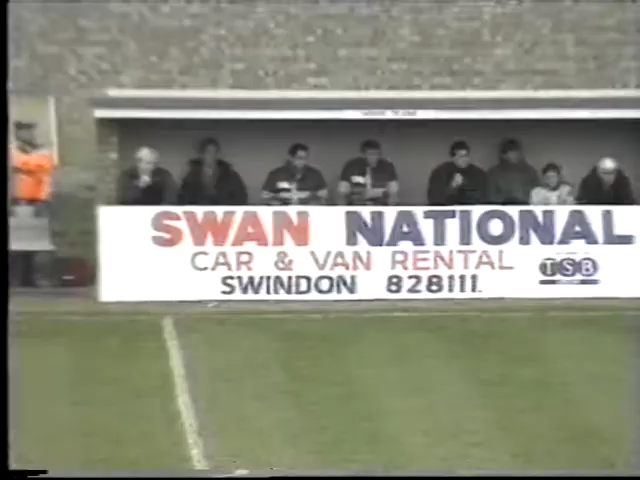 SWAN NATIONAL
CAR & VAN RENTAL
SWINDON 828111
TSB